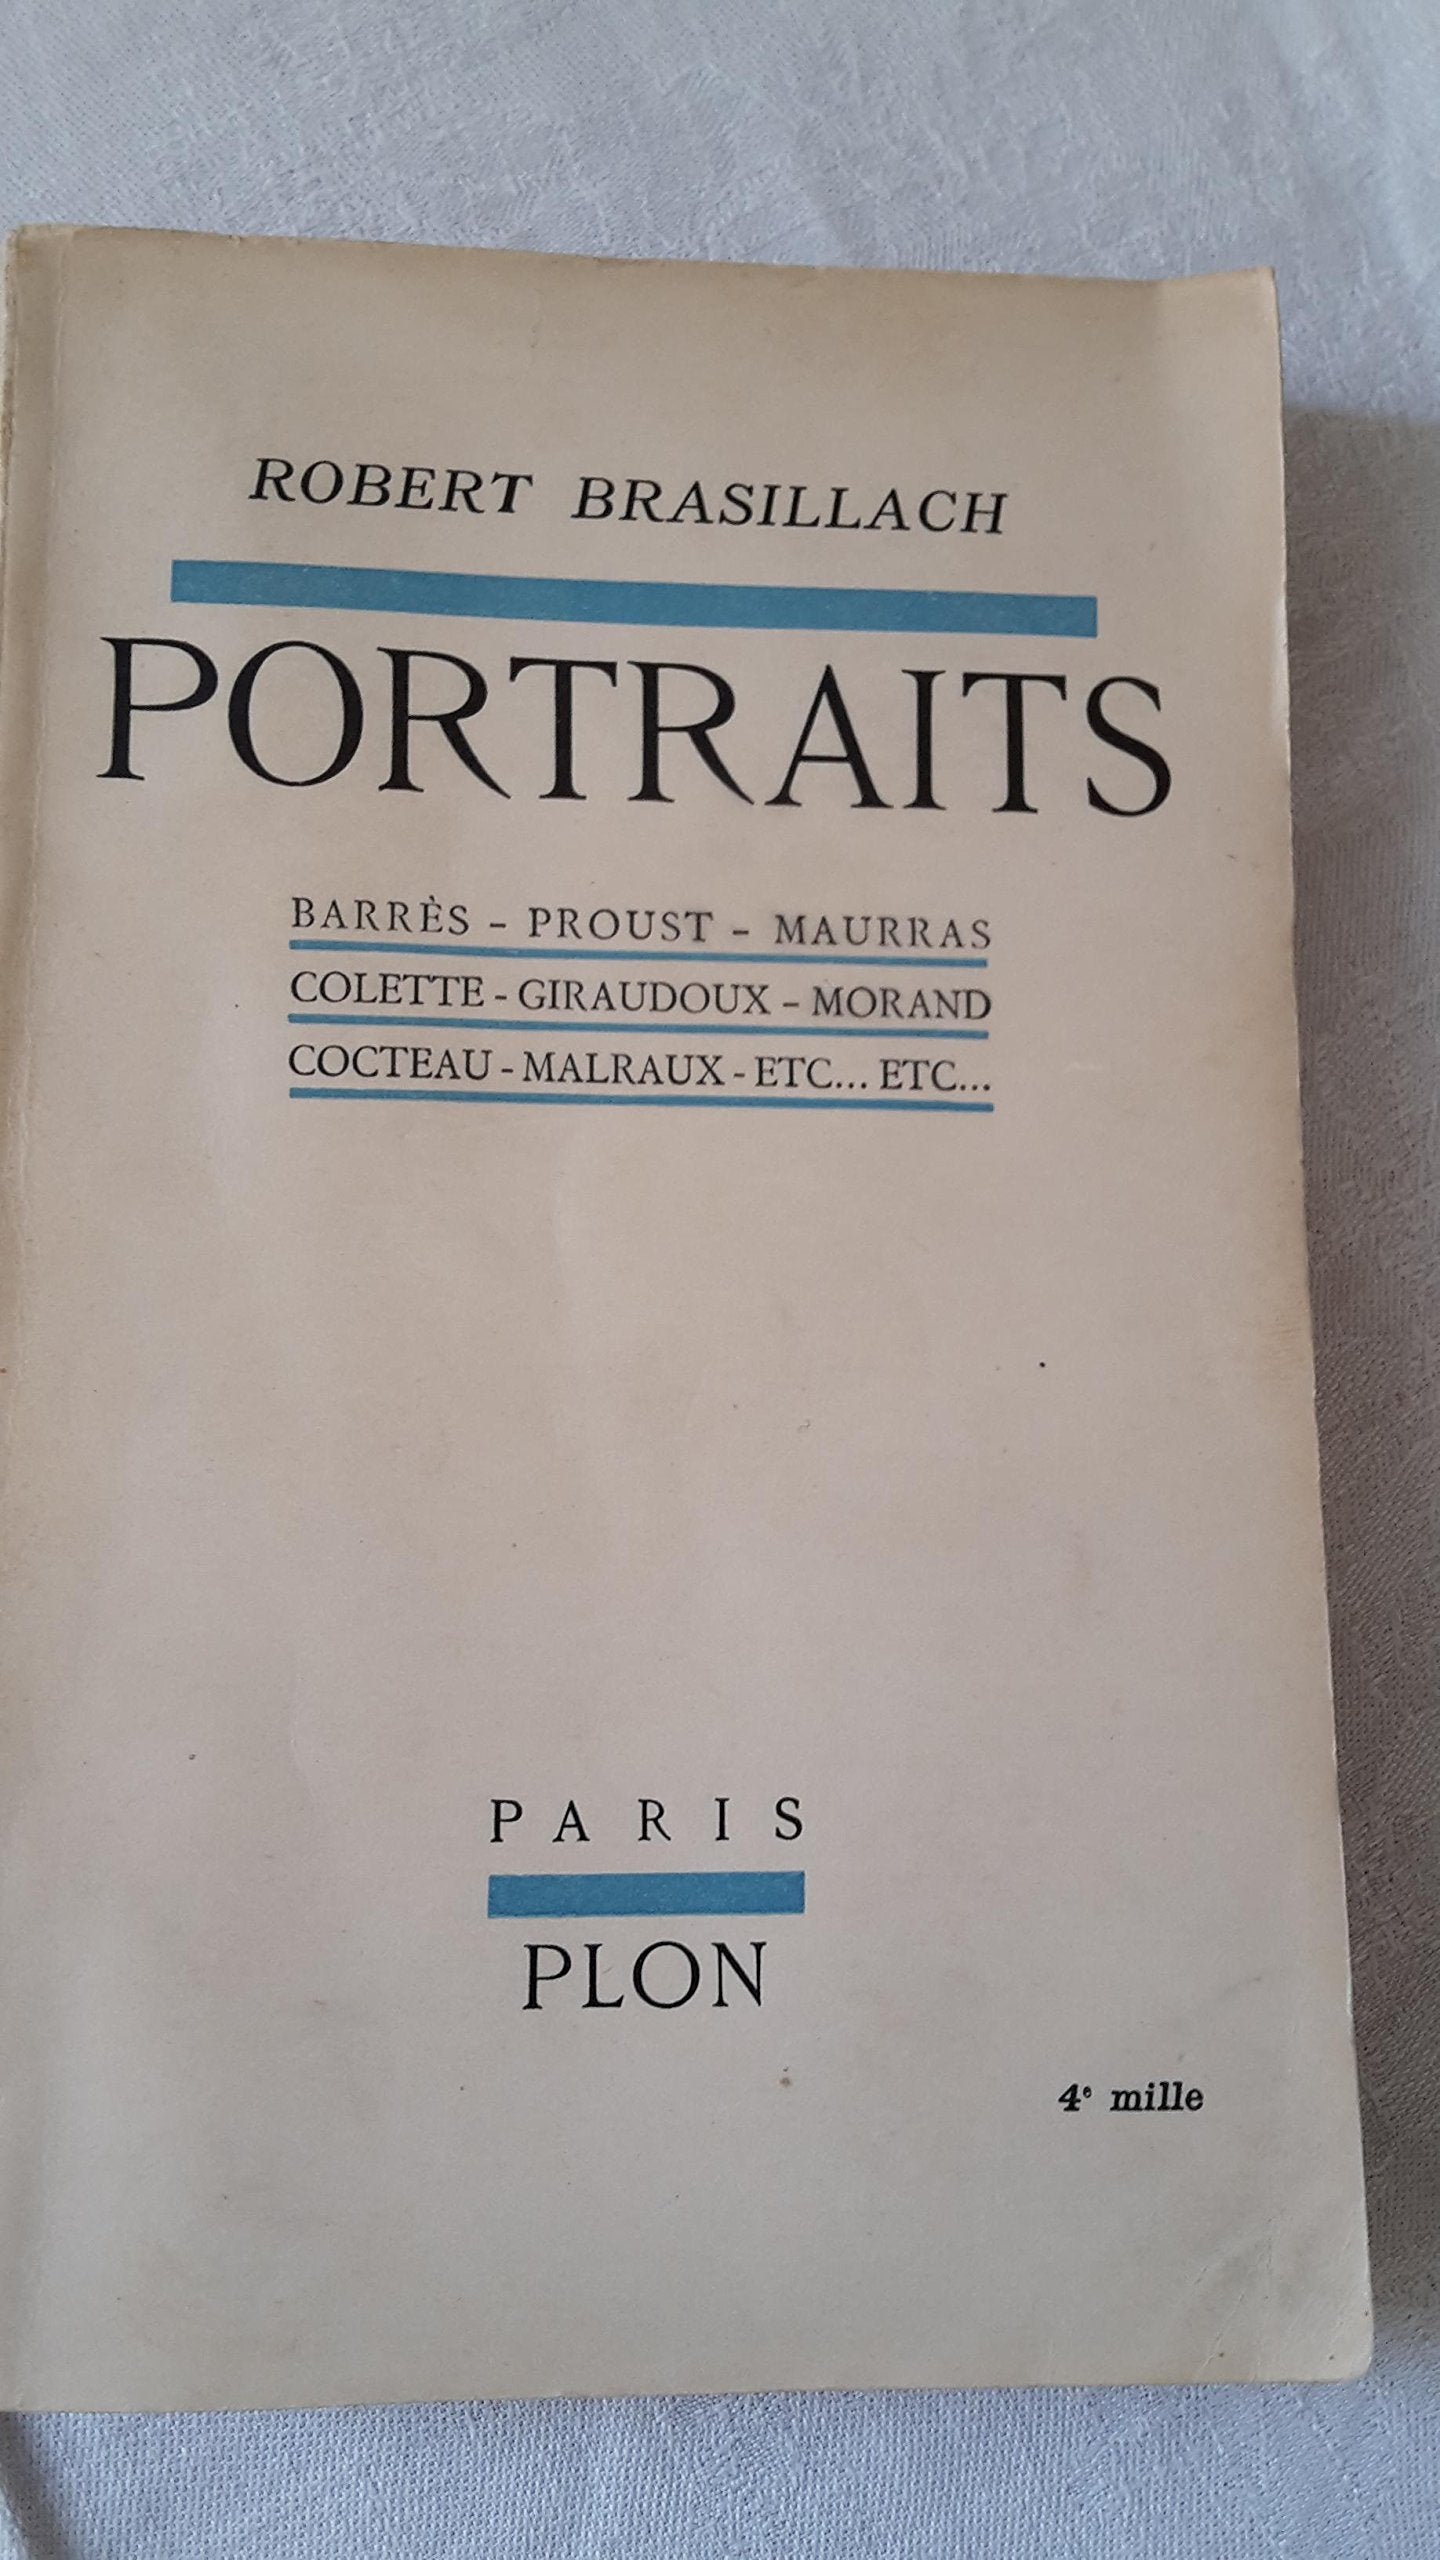 ROBERT BRASILLACH
PORTRAITS
BARRÈS - PROUST - MAURRAS
COLETTE - GIRAUDOUX - MORAND
COCTEAU - MALRAUX - ETC... ETC...
PARIS
PLON
4e mille